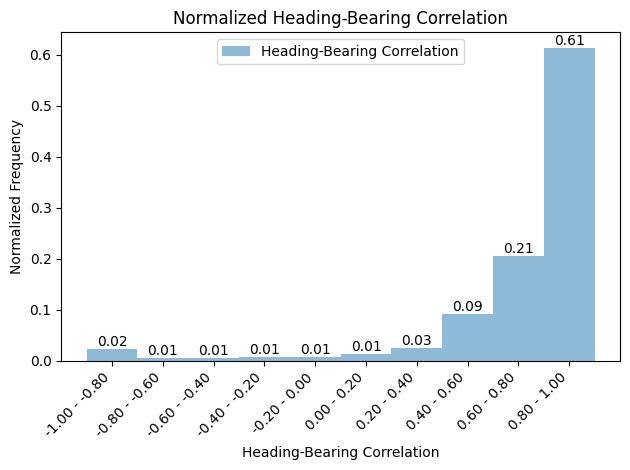 Normalized Heading-Bearing Correlation
Heading-Bearing Correlation
Normalized Frequency
0.6
0.5
0.4
0.3
0.2
0.1
0.0
0.02
0.01
0.01
0.01
0.01
0.01
0.03
0.09
0.21
0.61
-1.00 - -0.80
-0.80 - -0.60
-0.60 - -0.40
-0.40 - -0.20
-0.20 - 0.00
0.00 - 0.20
0.20 - 0.40
0.40 - 0.60
0.60 - 0.80
0.80 - 1.00
Heading-Bearing Correlation